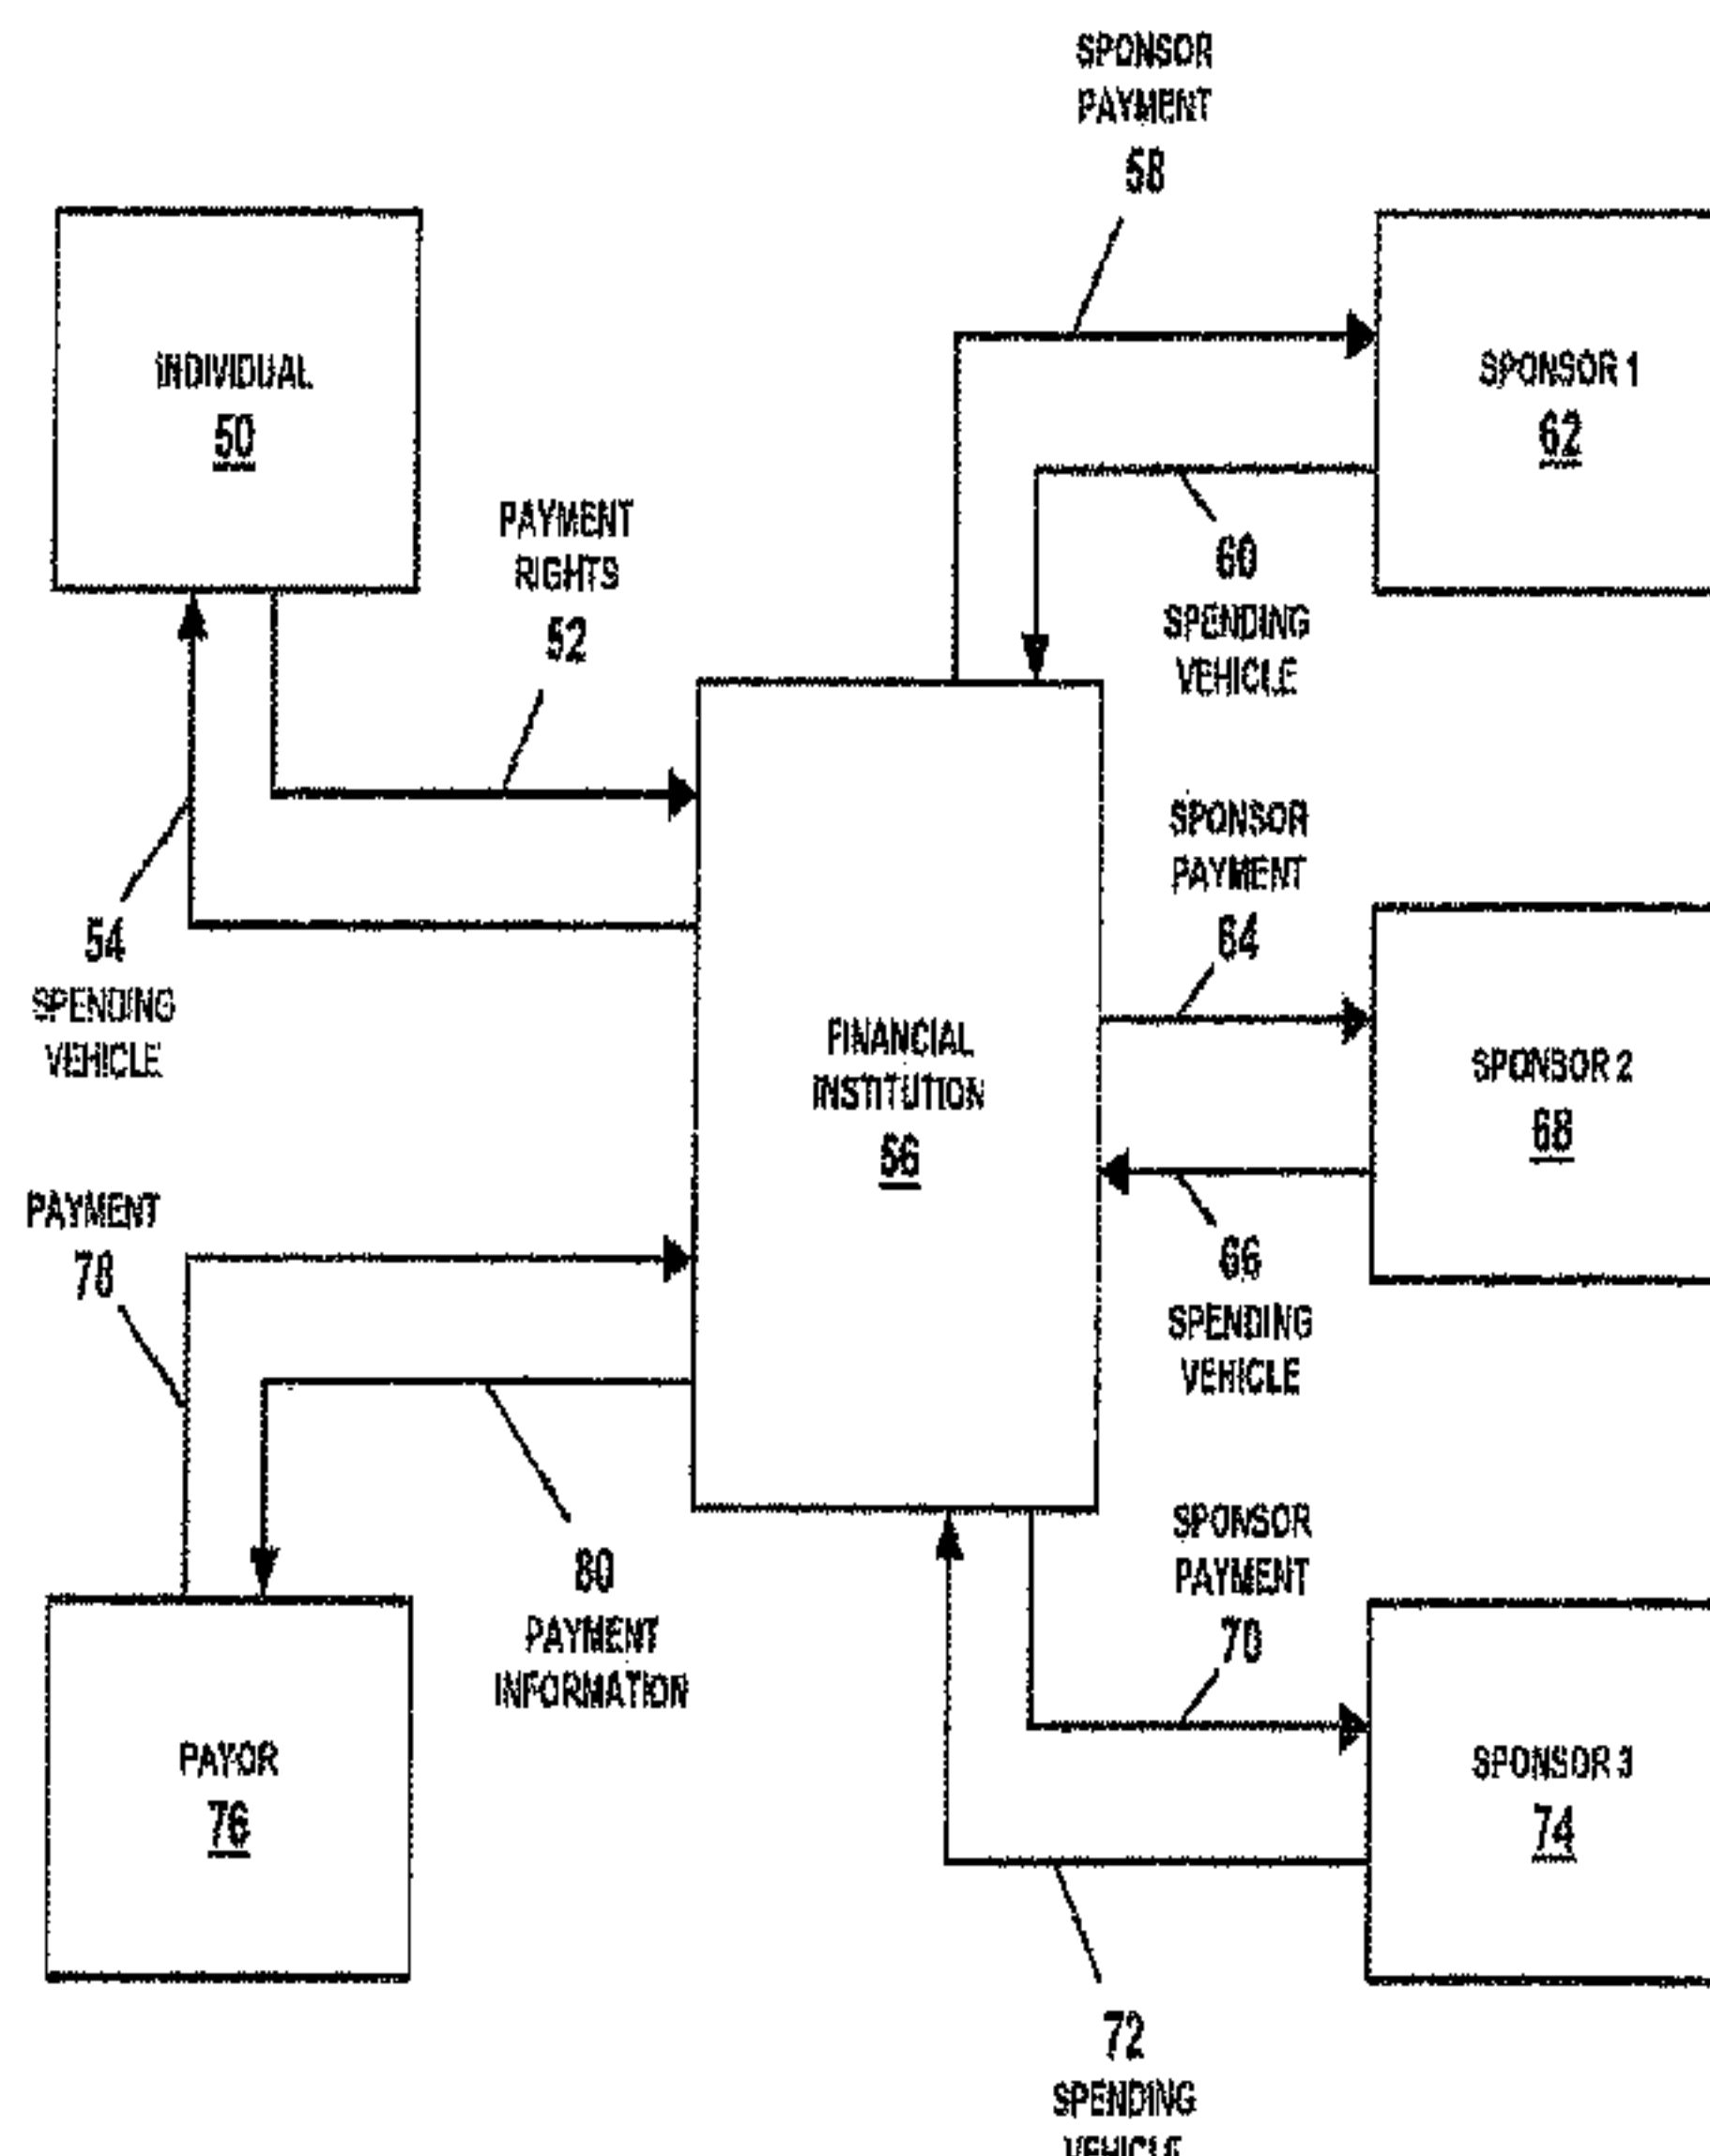 SPONSOR
PAYMENT
58
INDIVIDUAL
50
SPONSOR 1
62
PAYMENT
RIGHTS
52
60
SPENDING
VEHICLE
SPONSOR
PAYMENT
64
54
SPENDING
VEHICLE
FINANCIAL
INSTITUTION
56
SPONSOR 2
68
PAYMENT
78
66
SPENDING
VEHICLE
SPONSOR
PAYMENT
70
80
PAYMENT
INFORMATION
PAYOR
76
SPONSOR 3
74
72
SPENDING
VEHICLE